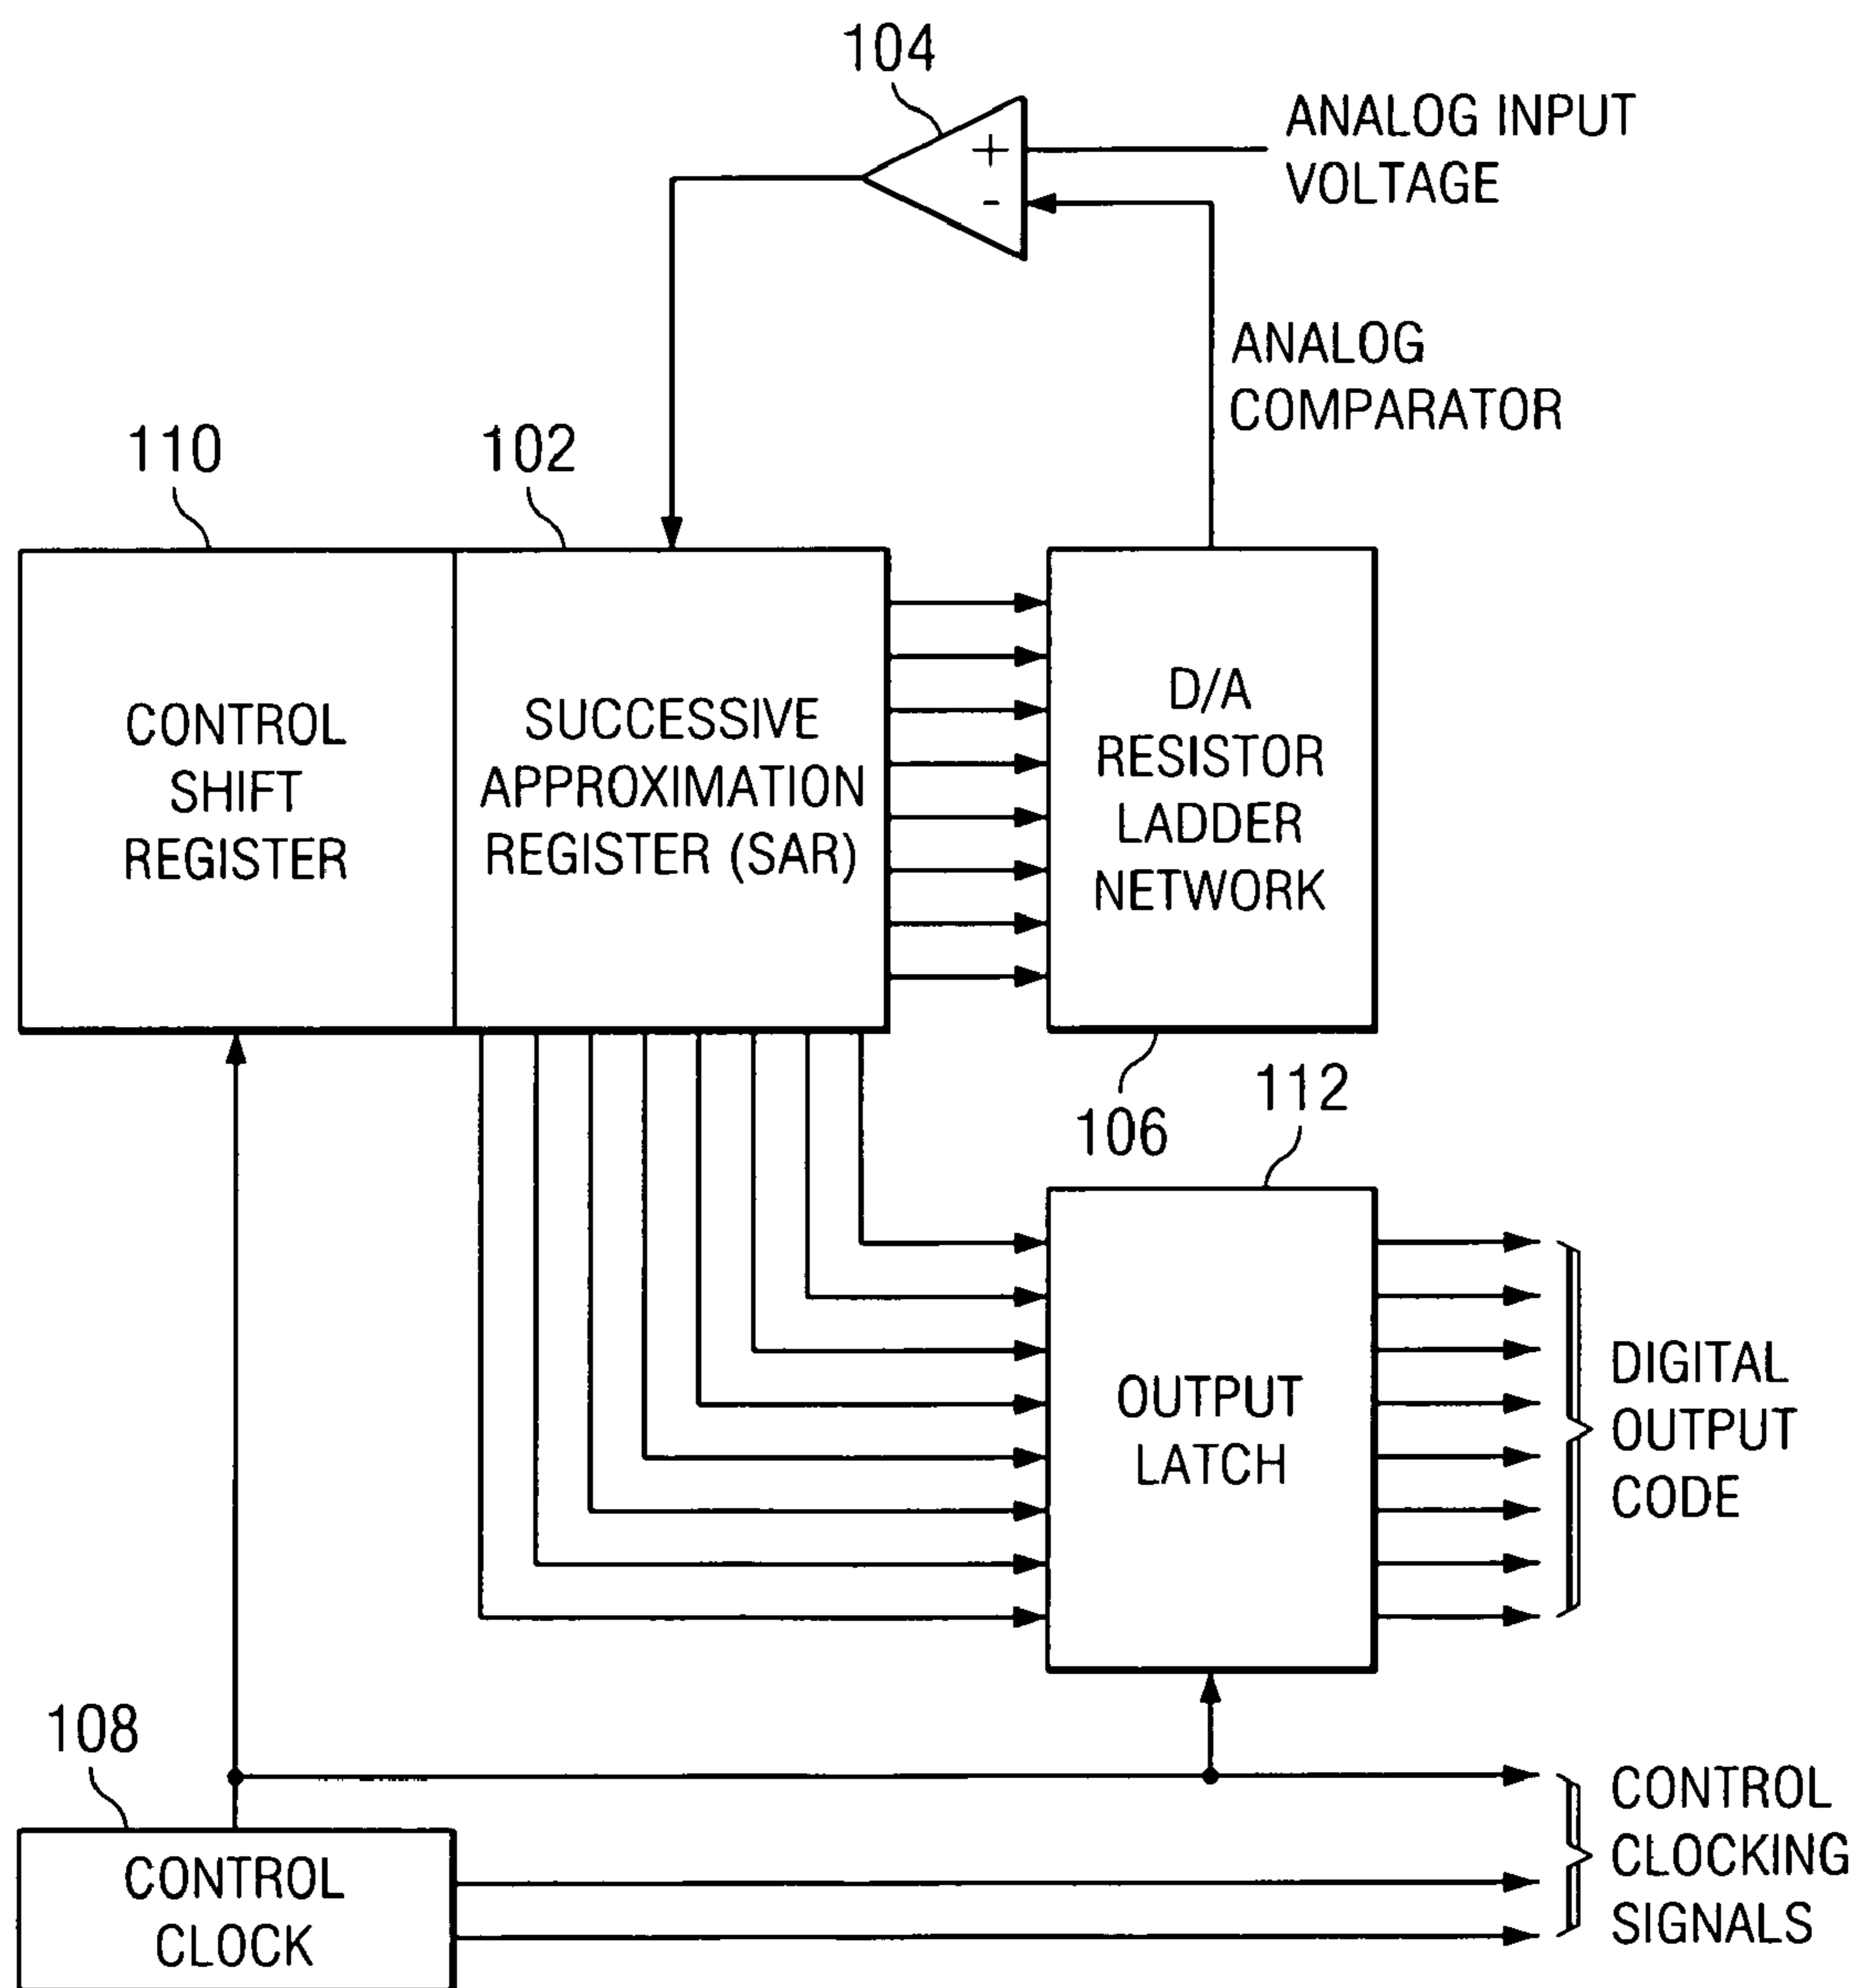 104
+
-
ANALOG INPUT
VOLTAGE
ANALOG
COMPARATOR
110
102
CONTROL
SHIFT
REGISTER
SUCCESSIVE
APPROXIMATION
REGISTER (SAR)
D/A
RESISTOR
LADDER
NETWORK
106
112
OUTPUT
LATCH
DIGITAL
OUTPUT
CODE
108
CONTROL
CLOCK
CONTROL
CLOCKING
SIGNALS